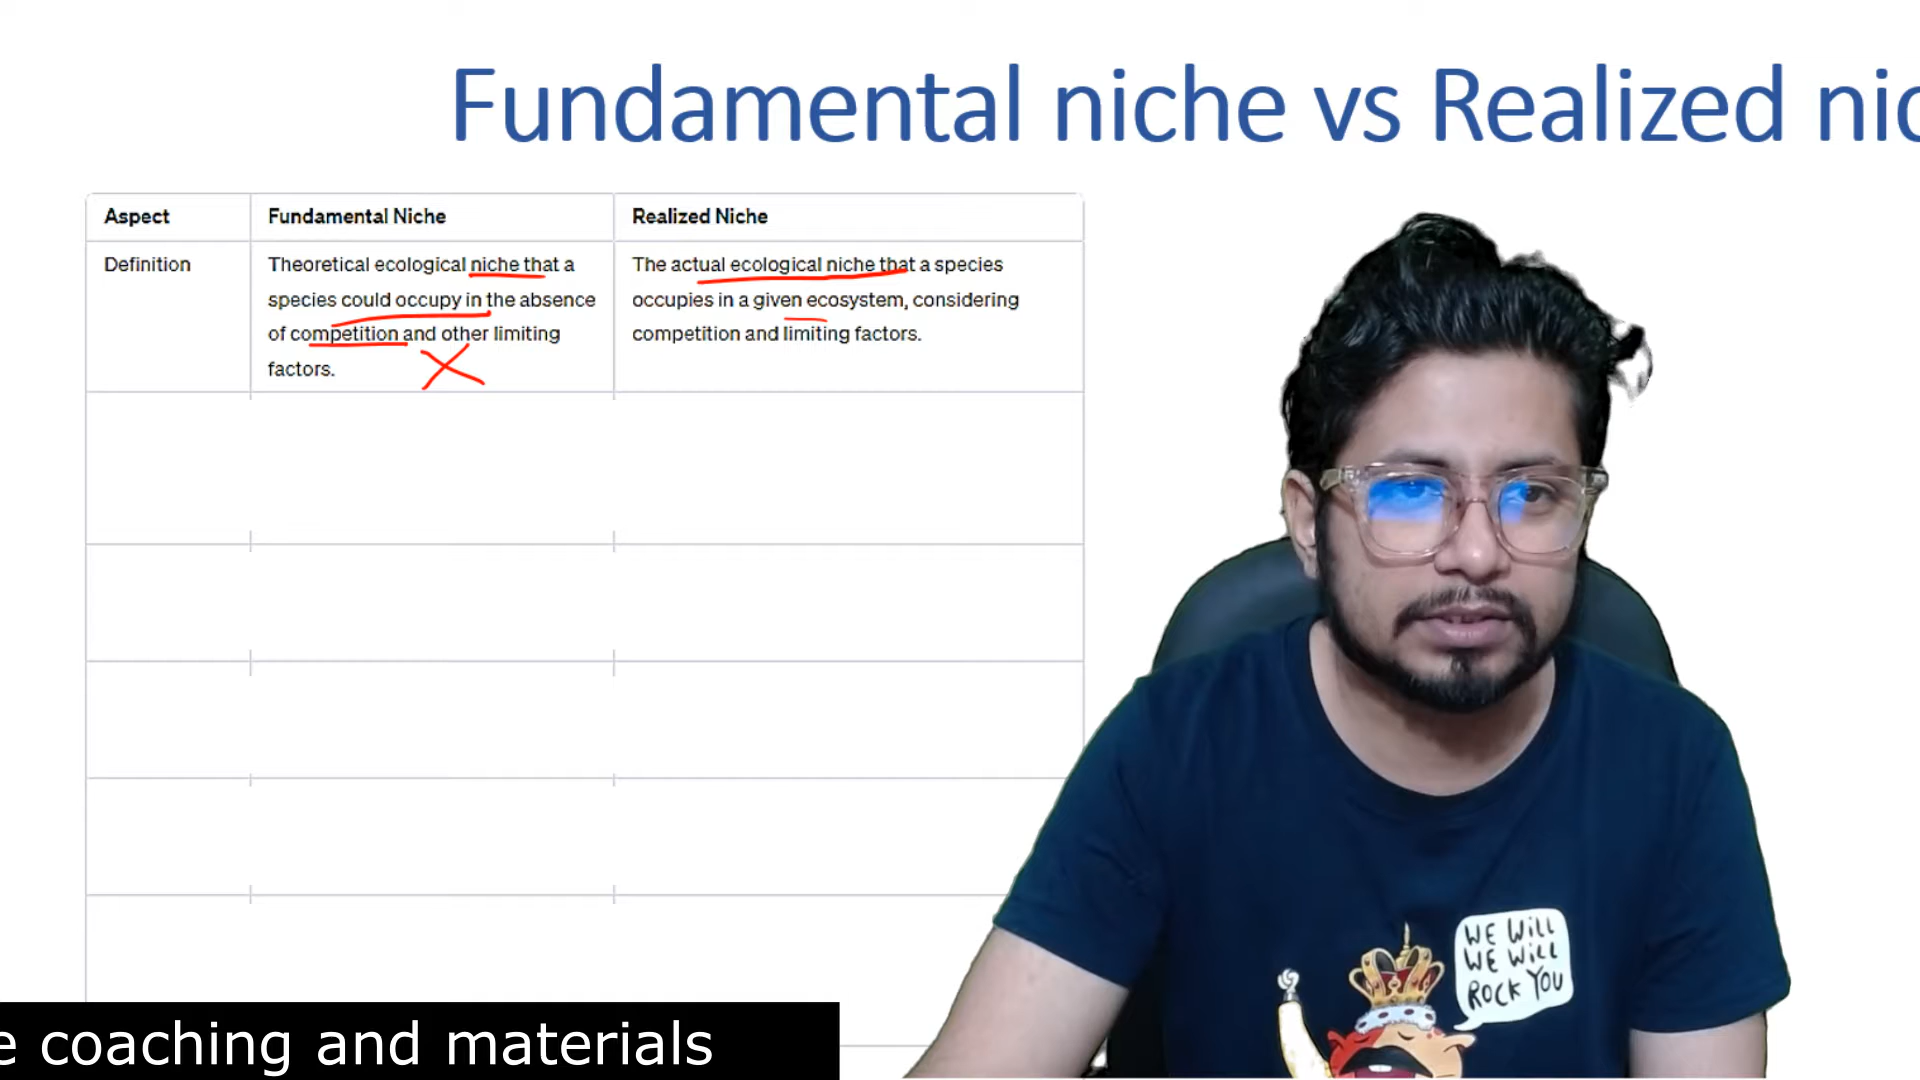 Fundamental niche vs Realized nic
Aspect
Fundamental Niche
Realized Niche
Definition
Theoretical ecological niche that a
species could occupy in the absence
of competition and other limiting
factors.
The actual ecological niche that a species
occupies in a given ecosystem, considering
competition and limiting factors.
WE WILL
WE WILL
ROCK YOU
e coaching and materials